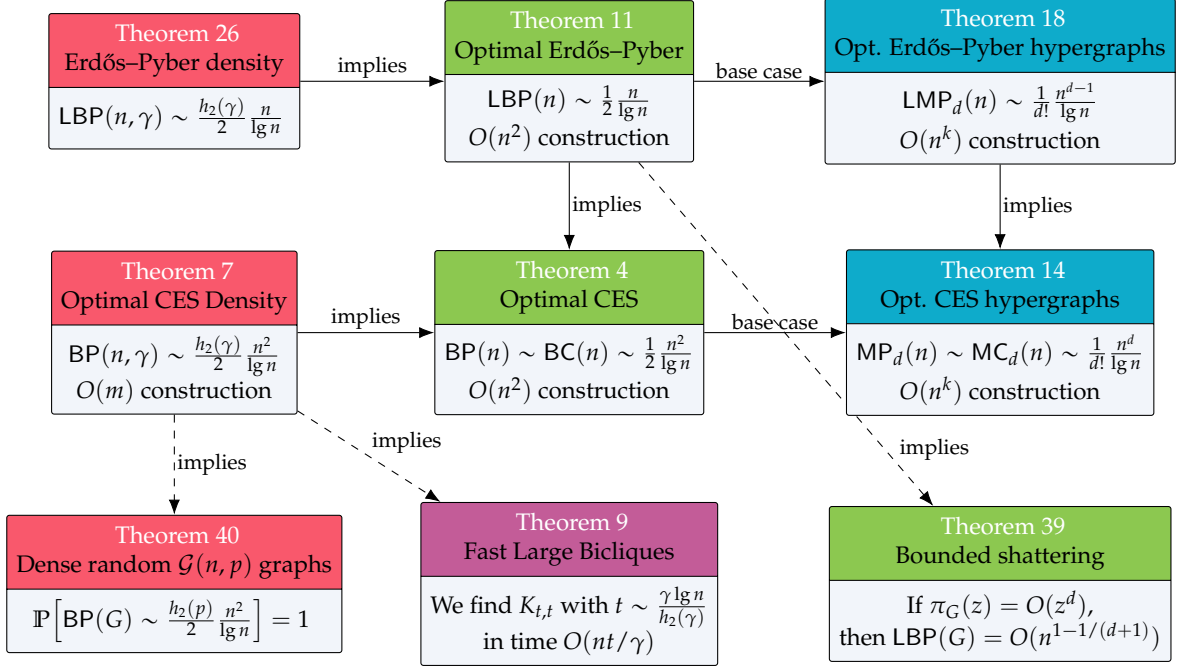 Theorem 26
Erdős–Pyber density
LBP(n, γ) ∼ h₂(γ)/2 n/lg n
implies
Theorem 11
Optimal Erdős–Pyber
LBP(n) ∼ 1/2 n/lg n
O(n²) construction
base case
Theorem 18
Opt. Erdős–Pyber hypergraphs
LMP_d(n) ∼ 1/d! n^{d−1}/lg n
O(n^k) construction
implies
implies
Theorem 7
Optimal CES Density
BP(n, γ) ∼ h₂(γ)/2 n²/lg n
O(m) construction
implies
Theorem 4
Optimal CES
BP(n) ∼ BC(n) ∼ 1/2 n²/lg n
O(n²) construction
base case
Theorem 14
Opt. CES hypergraphs
MP_d(n) ∼ MC_d(n) ∼ 1/d! n^d/lg n
O(n^k) construction
implies
implies
Theorem 40
Dense random G(n, p) graphs
ℙ[BP(G) ∼ h₂(p)/2 n²/lg n] = 1
Theorem 9
Fast Large Bicliques
We find K_{t,t} with t ∼ γ lg n/h₂(γ)
in time O(nt/γ)
Theorem 39
Bounded shattering
If π_G(z) = O(z^d),
then LBP(G) = O(n^{1−1/(d+1)})